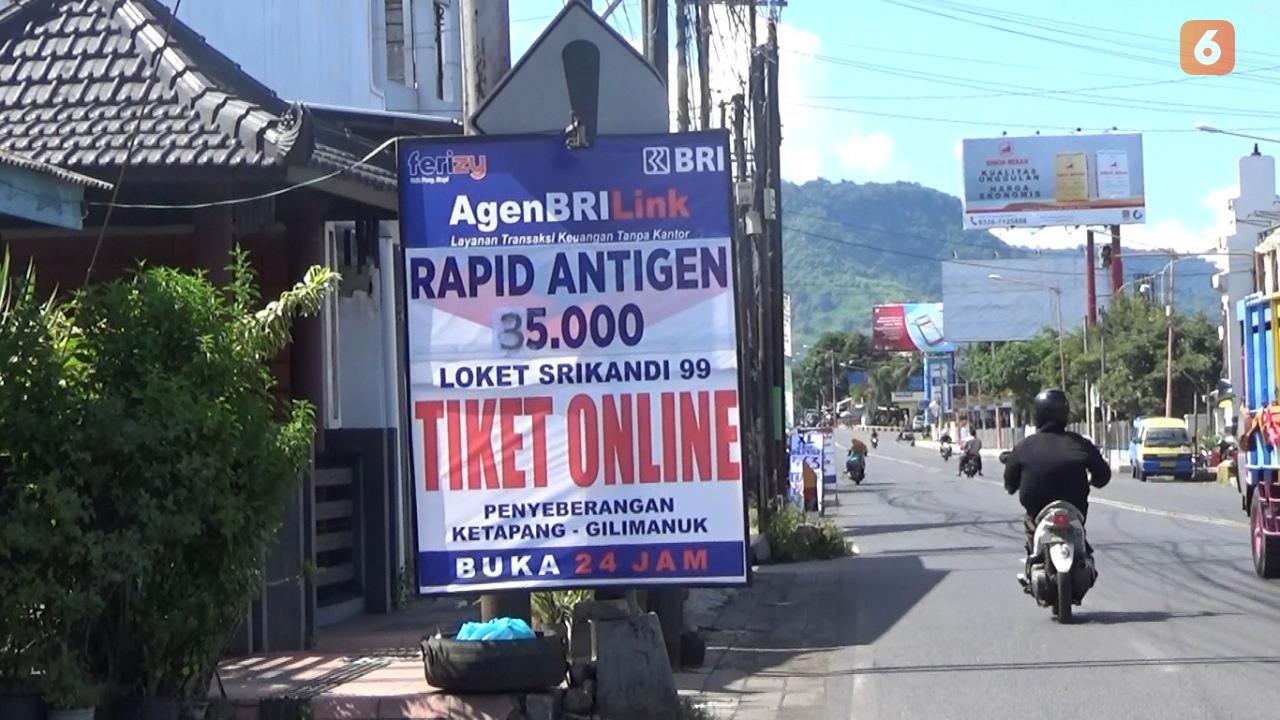 6
ferizy
BRI
AgenBRILink
Layanan Transaksi Keuangan Tanpa Kantor
RAPID ANTIGEN
35.000
LOKET SRIKANDI 99
TIKET ONLINE
PENYEBERANGAN
KETAPANG - GILIMANUK
BUKA 24 JAM
KUALITAS
UNGGULAN
HARGA
EKONOMIS